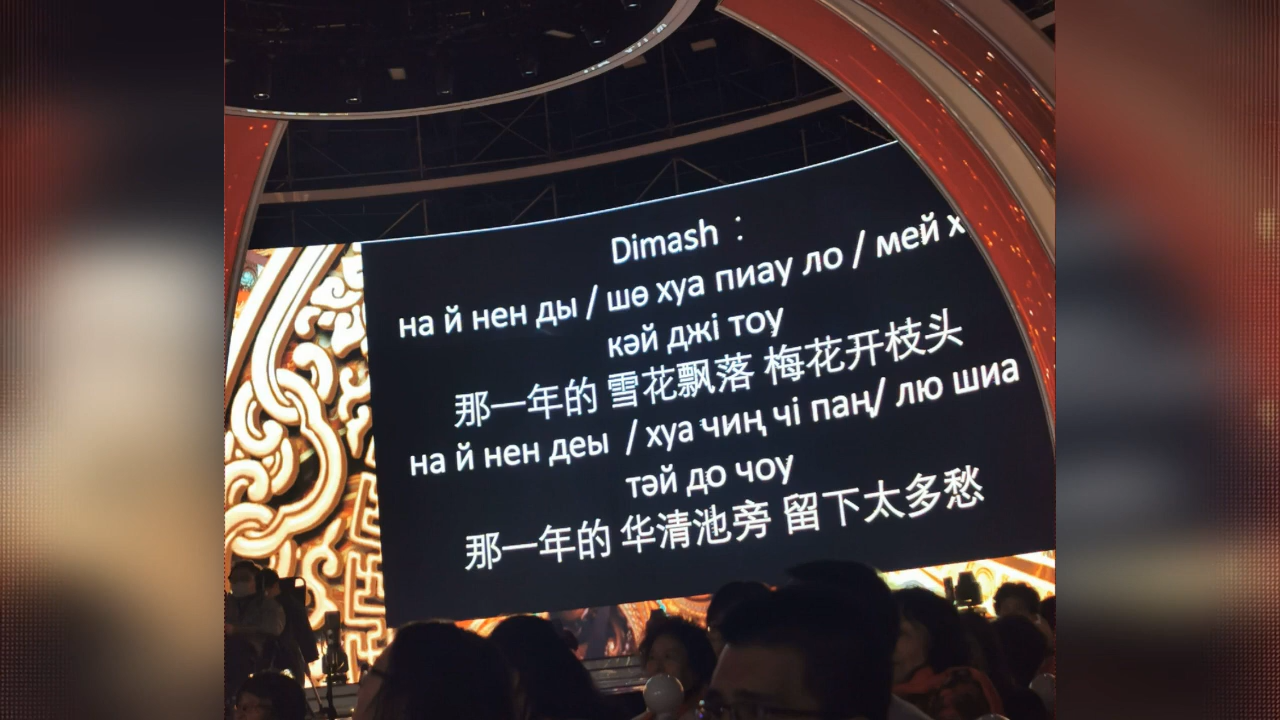 Dimash：
на й нен ды / шө хуа пиау ло / мей
кәй джі тоу
那一年的 雪花飘落 梅花开枝头
на й нен деы / хуа чиң чі паң/ лю шиа
тәй до чоу
那一年的 华清池旁 留下太多愁